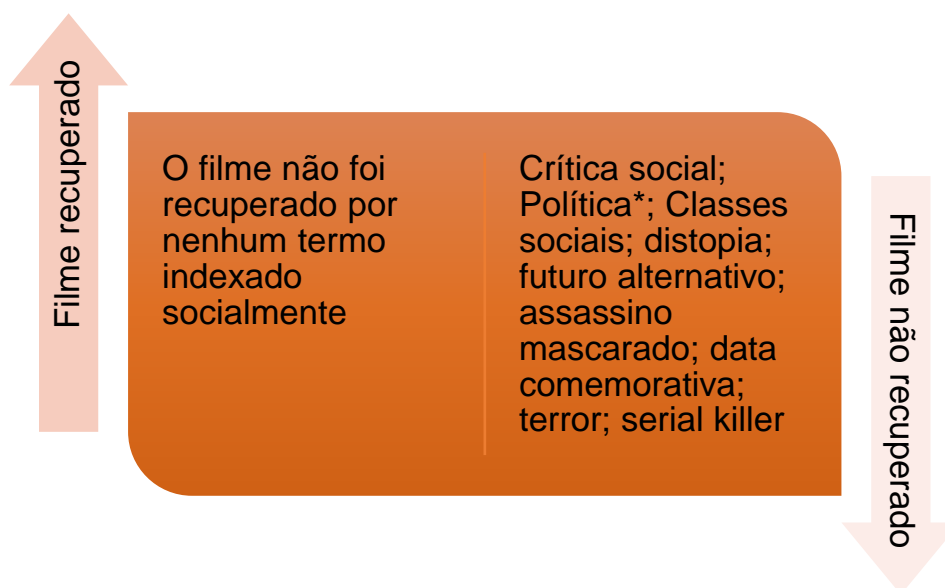 Filme recuperado
O filme não foi
recuperado por
nenhum termo
indexado
socialmente
Crítica social;
Política*; Classes
sociais; distopia;
futuro alternativo;
assassino
mascarado; data
comemorativa;
terror; serial killer
Filme não recuperado